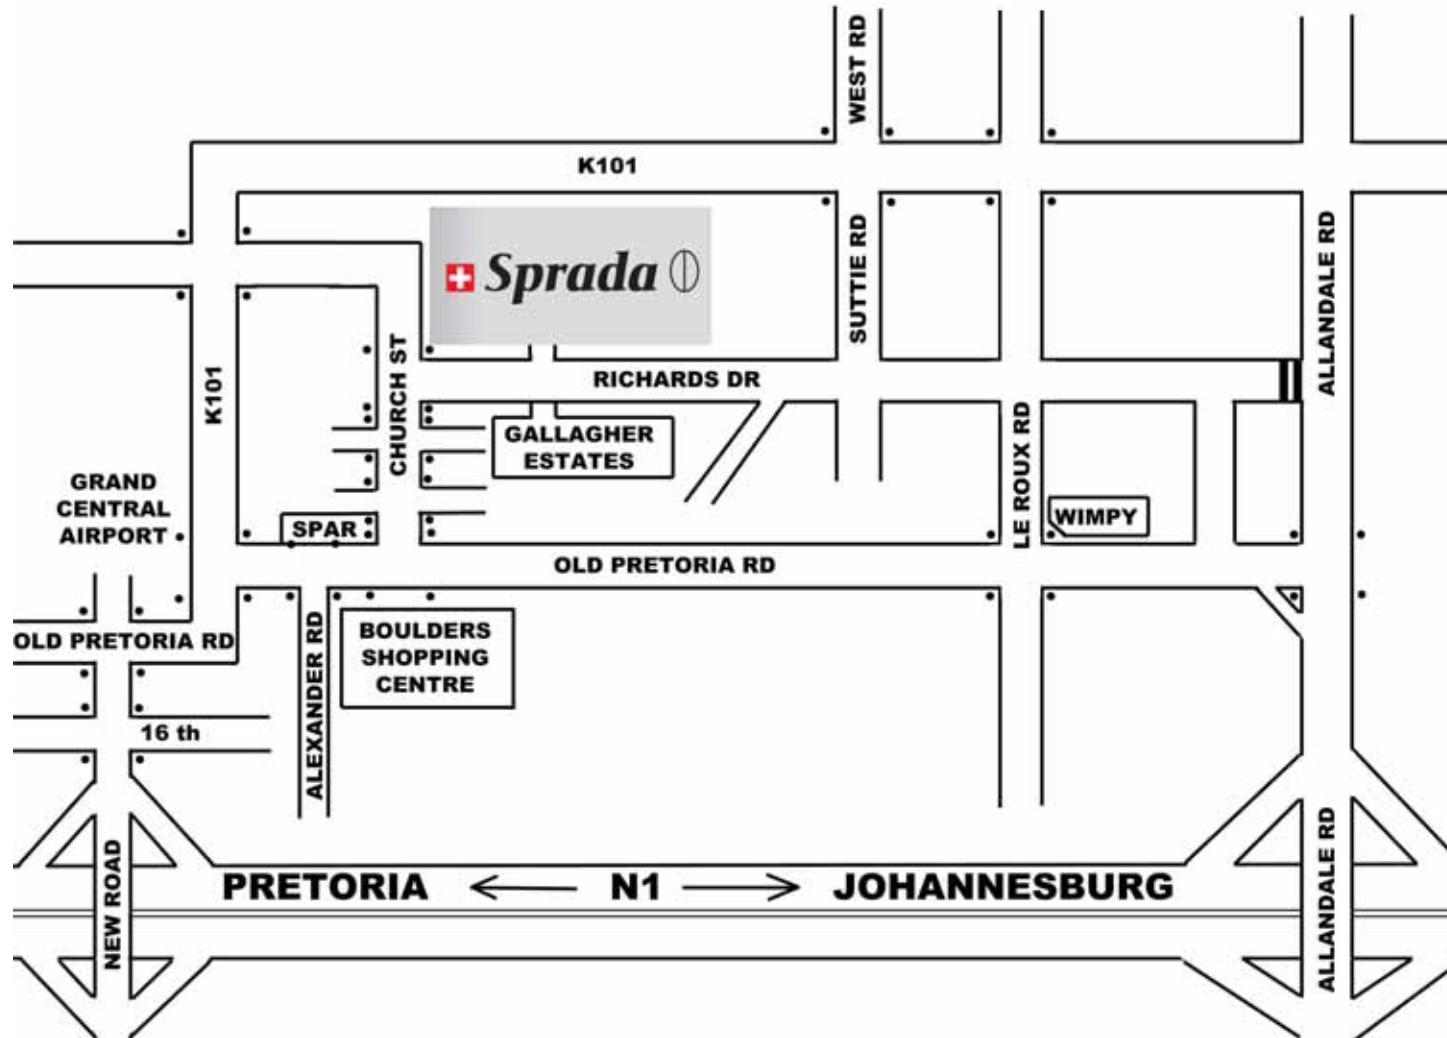 WEST RD
K101
Sprada
SUTTIE RD
ALLANDALE RD
CHURCH ST
RICHARDS DR
K101
GALLAGHER
ESTATES
LE ROUX RD
GRAND
CENTRAL
AIRPORT
SPAR
WIMPY
OLD PRETORIA RD
OLD PRETORIA RD
BOULDERS
SHOPPING
CENTRE
ALEXANDER RD
16 th
NEW ROAD
PRETORIA
N1
JOHANNESBURG
ALLANDALE RD